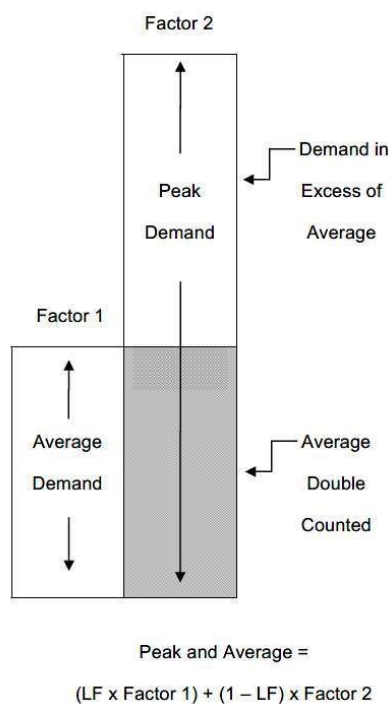 Factor 2
Demand in
Excess of
Average
Peak
Demand
Factor 1
Average
Demand
Average
Double
Counted
Peak and Average =
(LF x Factor 1) + (1 – LF) x Factor 2